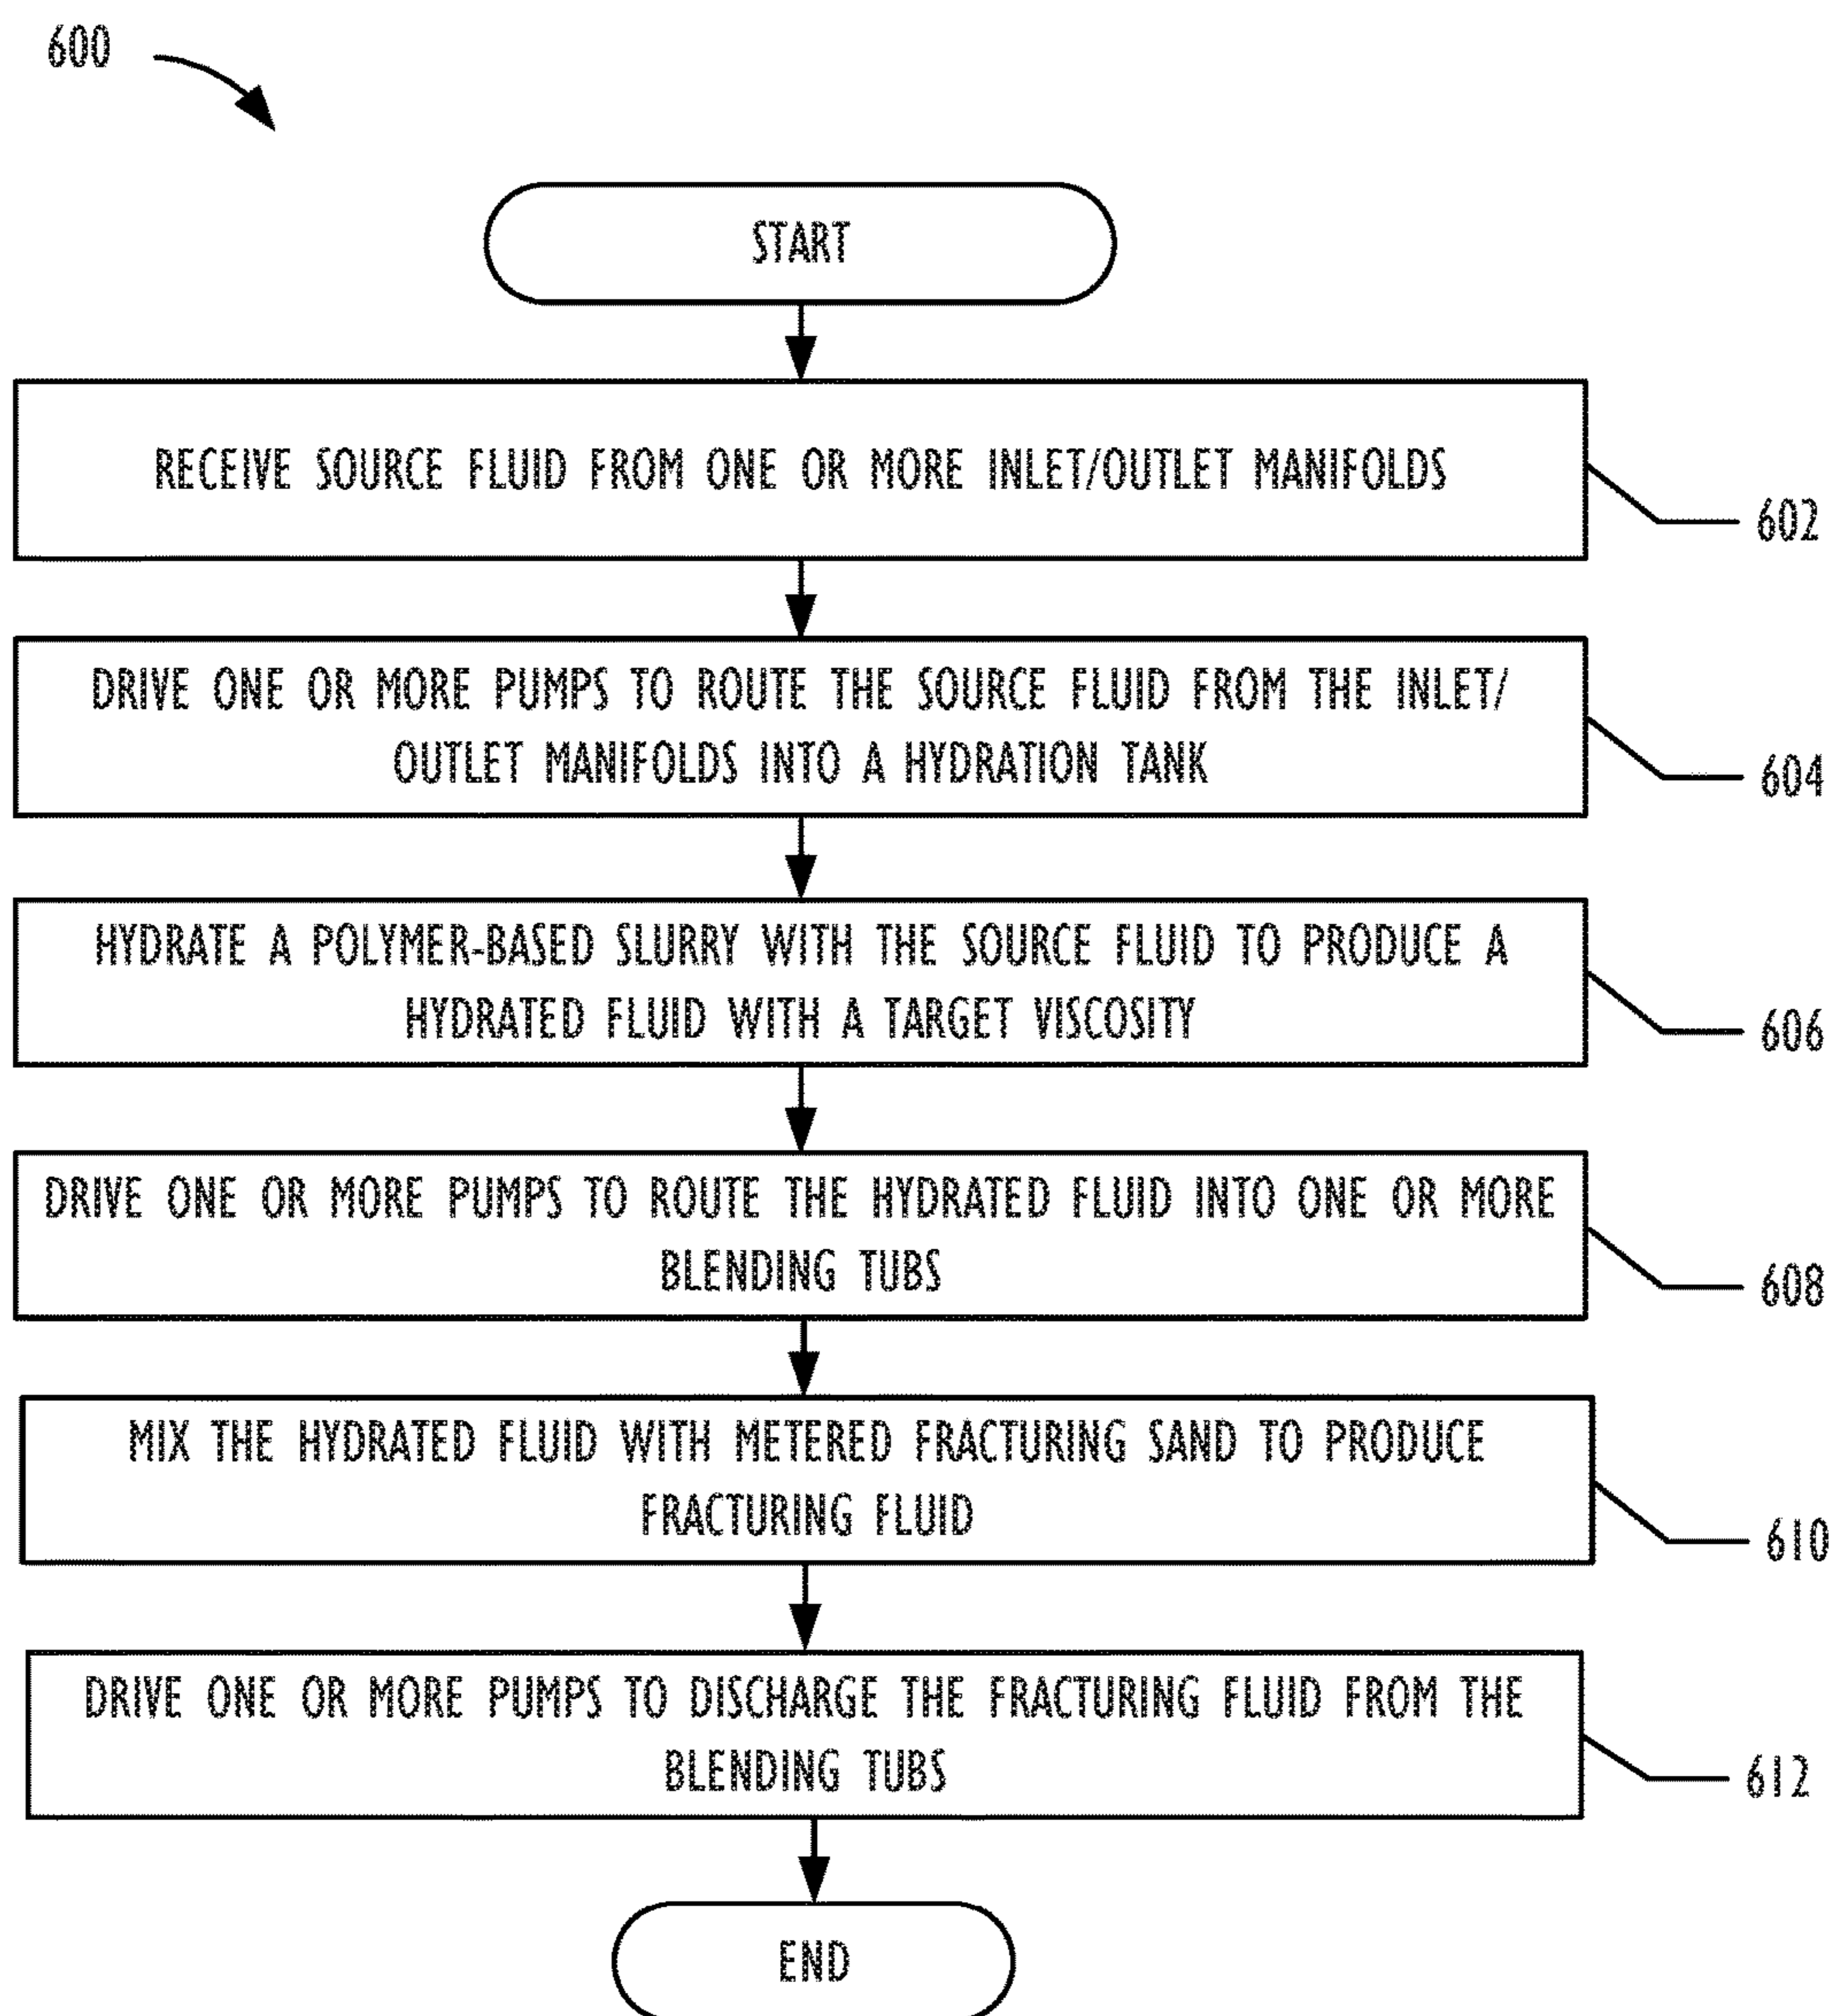 600
START
RECEIVE SOURCE FLUID FROM ONE OR MORE INLET/OUTLET MANIFOLDS
602
DRIVE ONE OR MORE PUMPS TO ROUTE THE SOURCE FLUID FROM THE INLET/
OUTLET MANIFOLDS INTO A HYDRATION TANK
604
HYDRATE A POLYMER-BASED SLURRY WITH THE SOURCE FLUID TO PRODUCE A
HYDRATED FLUID WITH A TARGET VISCOSITY
606
DRIVE ONE OR MORE PUMPS TO ROUTE THE HYDRATED FLUID INTO ONE OR MORE
BLENDING TUBS
608
MIX THE HYDRATED FLUID WITH METERED FRACTURING SAND TO PRODUCE
FRACTURING FLUID
610
DRIVE ONE OR MORE PUMPS TO DISCHARGE THE FRACTURING FLUID FROM THE
BLENDING TUBS
612
END